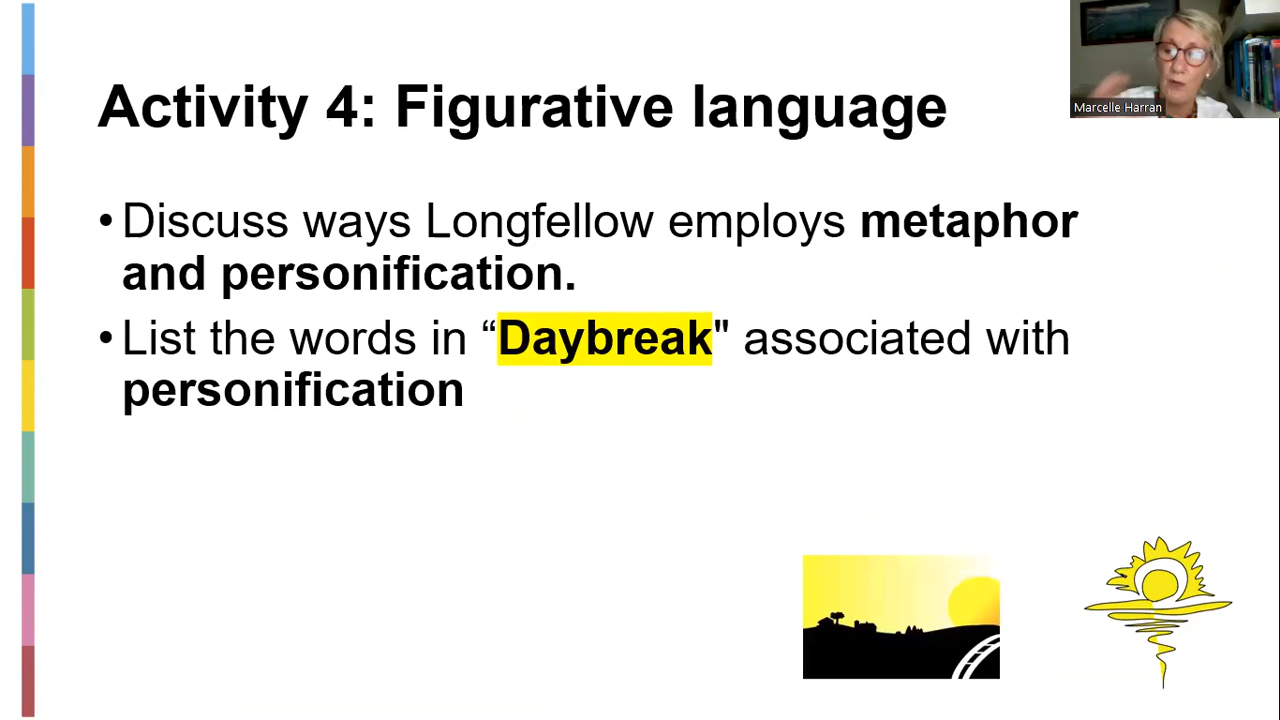 Marcelle Harran
Activity 4: Figurative language
•Discuss ways Longfellow employs metaphor
and personification.
•List the words in “Daybreak" associated with
personification